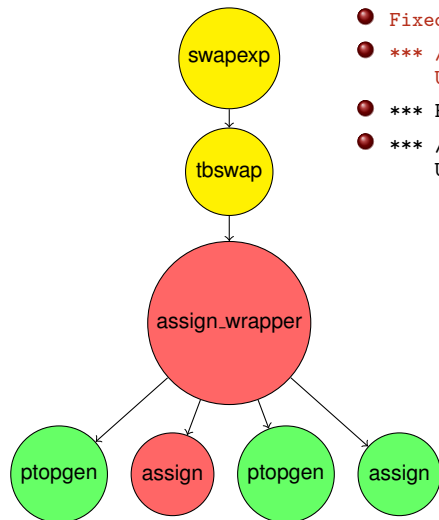 swapexp
tbswap
assign_wrapper
ptopgen assign ptopgen assign
Fixed
***
***
***